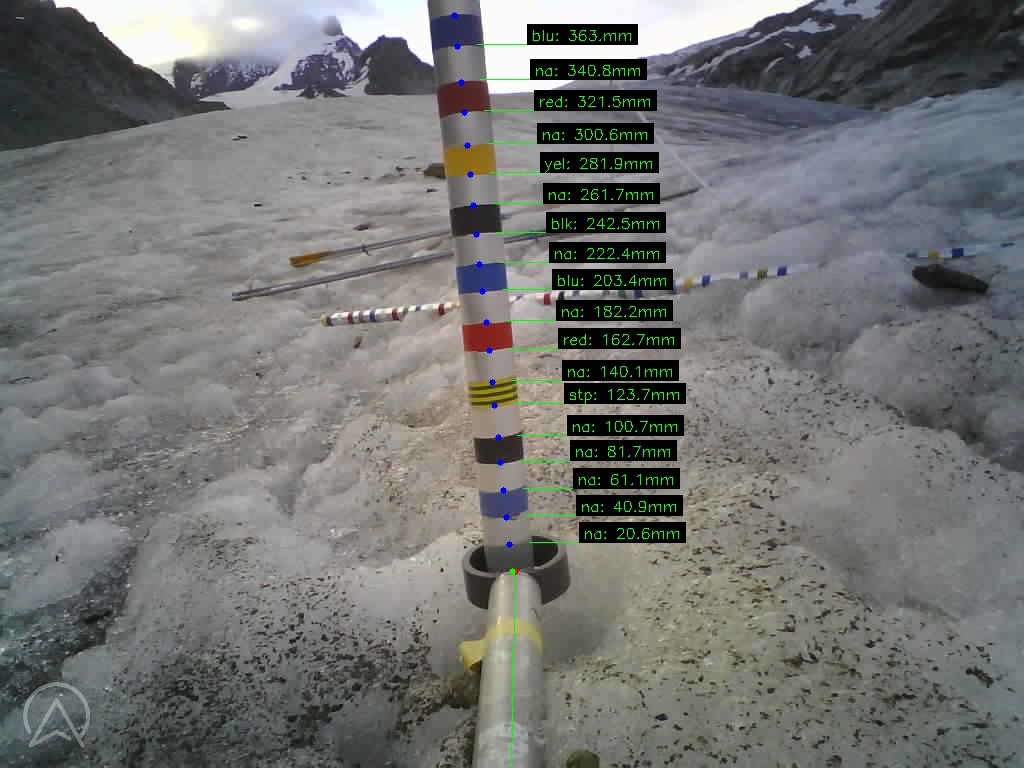 blu: 363.mm
na: 340.8mm
red: 321.5mm
na: 300.6mm
yel: 281.9mm
na: 261.7mm
blk: 242.5mm
na: 222.4mm
blu: 203.4mm
na: 182.2mm
red: 162.7mm
na: 140.1mm
stp: 123.7mm
na: 100.7mm
na: 81.7mm
na: 61.1mm
na: 40.9mm
na: 20.6mm